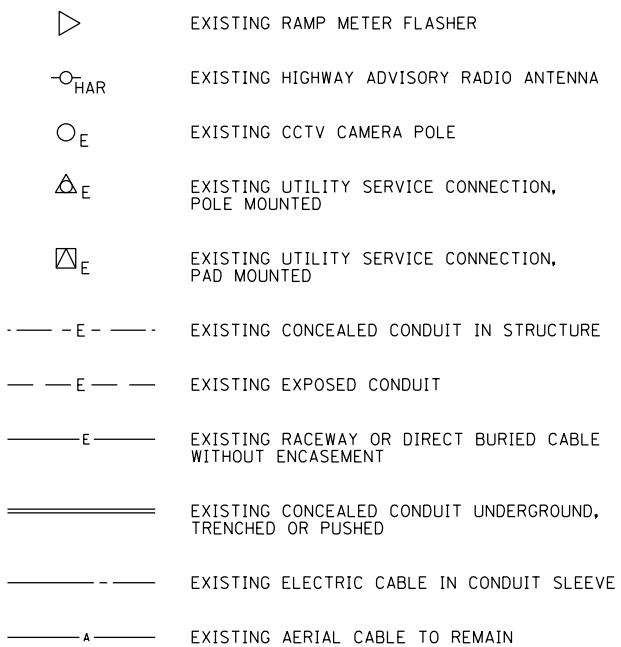 EXISTING RAMP METER FLASHER
HAR EXISTING HIGHWAY ADVISORY RADIO ANTENNA
E EXISTING CCTV CAMERA POLE
E EXISTING UTILITY SERVICE CONNECTION,
POLE MOUNTED
E EXISTING UTILITY SERVICE CONNECTION,
PAD MOUNTED
E EXISTING CONCEALED CONDUIT IN STRUCTURE
E EXISTING EXPOSED CONDUIT
E EXISTING RACEWAY OR DIRECT BURIED CABLE
WITHOUT ENCASEMENT
EXISTING CONCEALED CONDUIT UNDERGROUND,
TRENCHED OR PUSHED
EXISTING ELECTRIC CABLE IN CONDUIT SLEEVE
A EXISTING AERIAL CABLE TO REMAIN